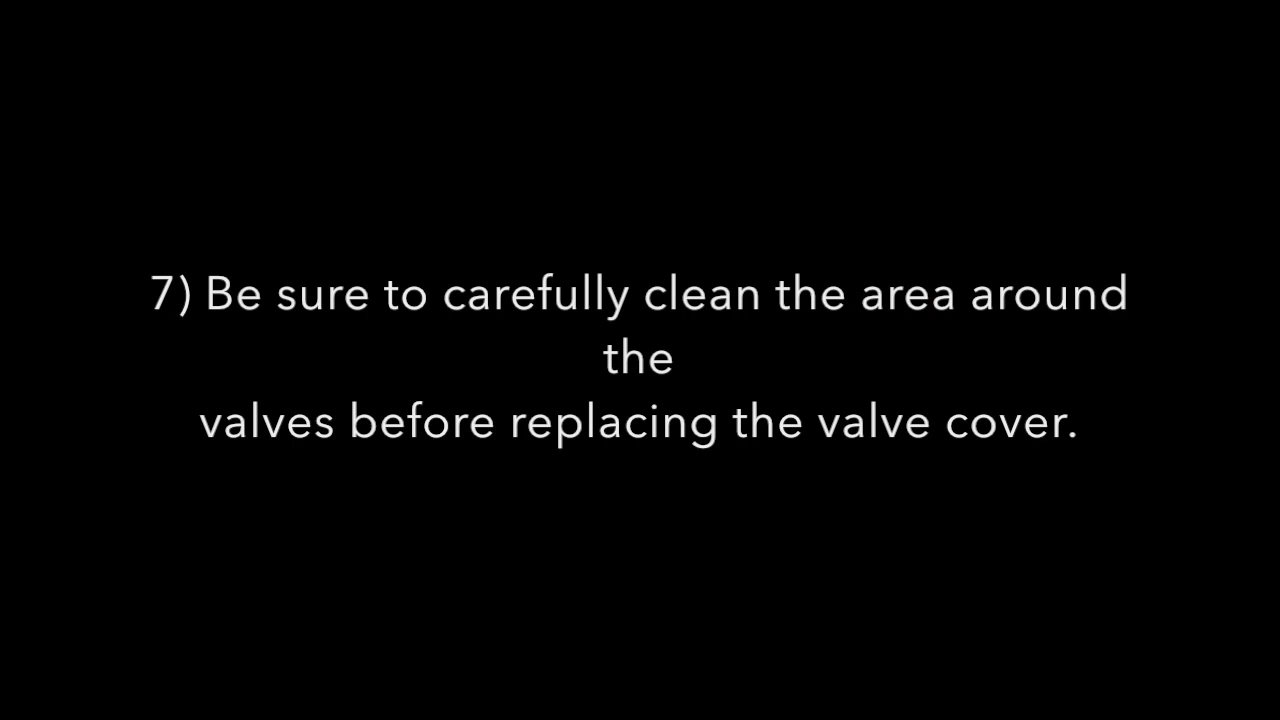 7) Be sure to carefully clean the area around
the
valves before replacing the valve cover.